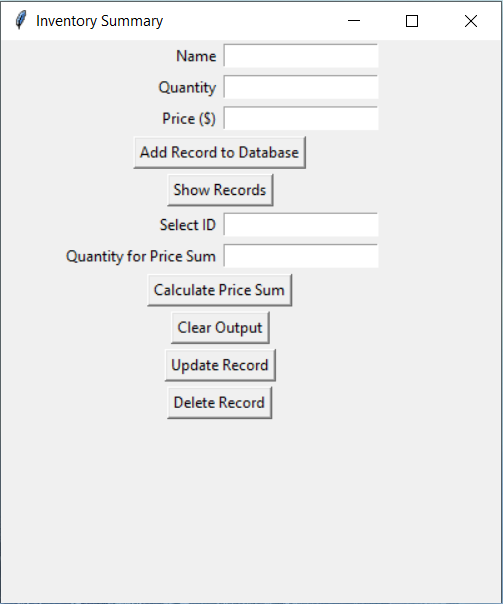 Inventory Summary
Name
Quantity
Price ($)
Add Record to Database
Show Records
Select ID
Quantity for Price Sum
Calculate Price Sum
Clear Output
Update Record
Delete Record